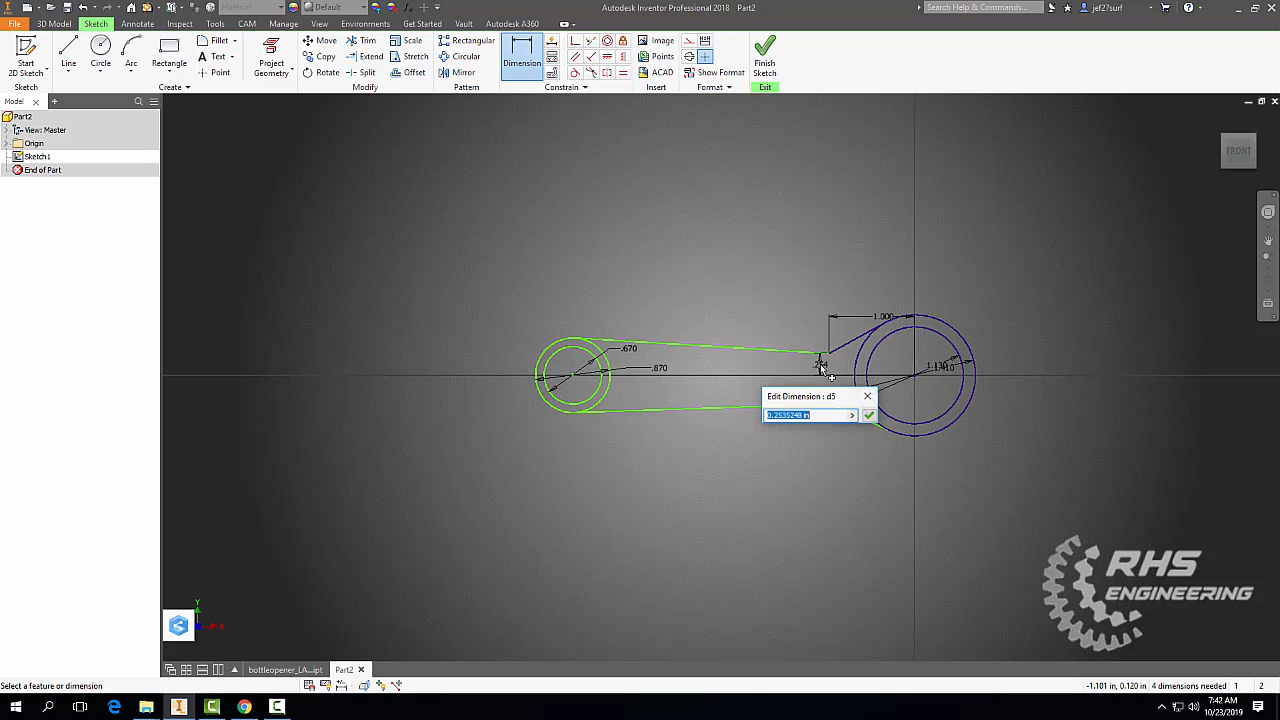 Material
Default
Autodesk Inventor Professional 2018 Part2
Search Help & Commands...
jef27surf
File 3D Model Sketch Annotate Inspect Tools CAM Manage View Environments Get Started Vault Autodesk A360
Start
2D Sketch
Sketch
Line
Circle
Arc
Rectangle
Fillet
Text
Point
Create
Project
Geometry
Move
Copy
Rotate
Trim
Extend
Split
Scale
Stretch
Offset
Modify
Rectangular
Circular
Mirror
Pattern
Dimension
Constrain
Image
Points
ACAD
Insert
Show Format
Format
Finish
Sketch
Exit
Model
Part2
View: Master
Origin
Sketch1
End of Part
FRONT
1.000
.670
.870
Edit Dimension : d5
0.2535248 in
RHS
ENGINEERING
Y
X
bottleopener_LA...ipt
Part2
Select a feature or dimension
-1.101 in, 0.120 in 4 dimensions needed 1 2
7:42 AM
10/23/2019